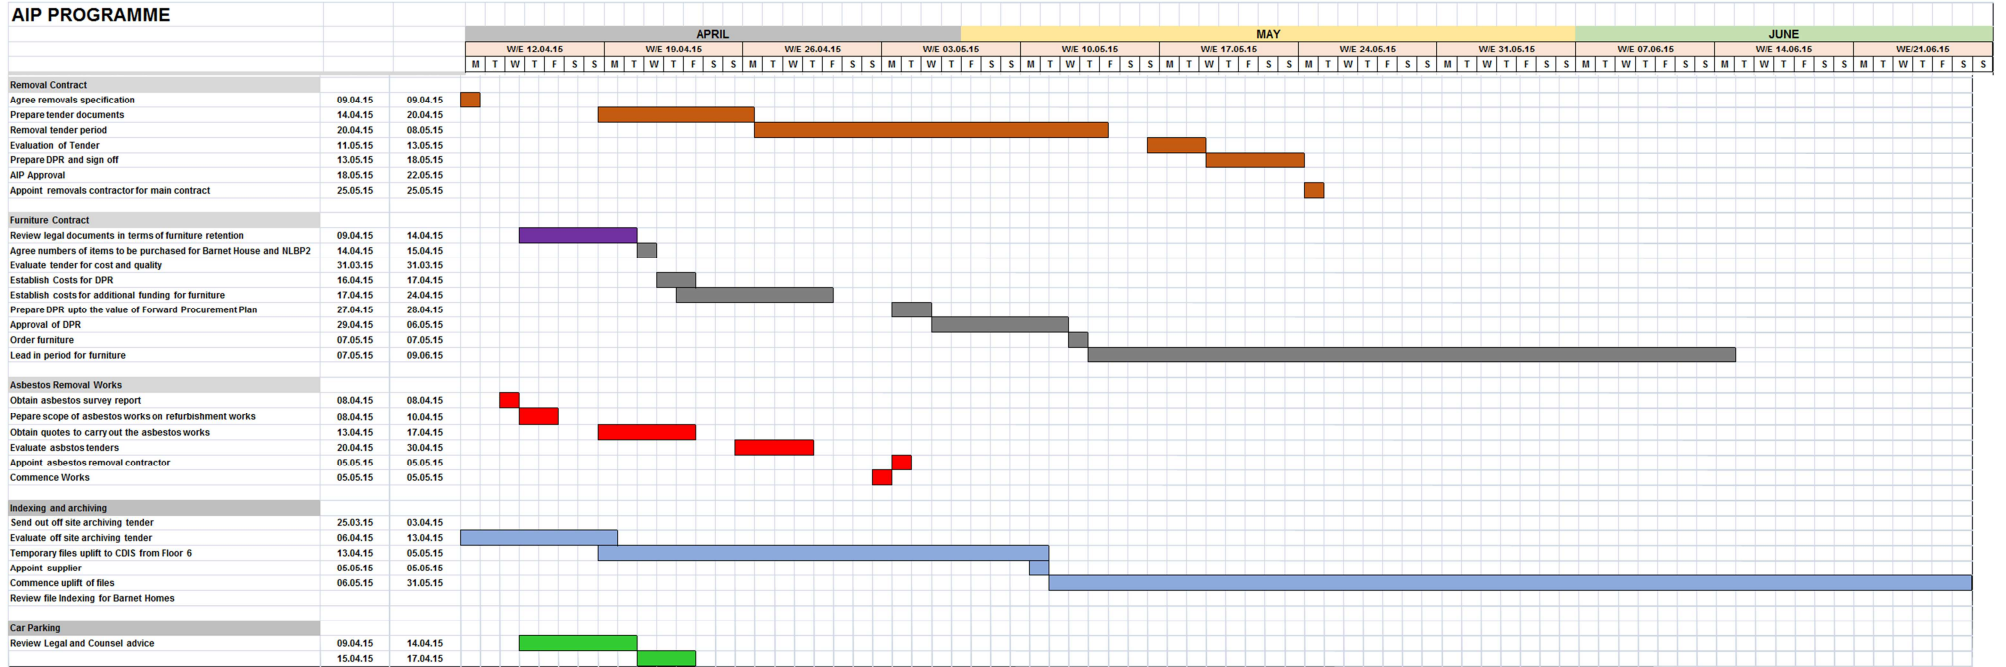 AIP PROGRAMME
APRIL MAY JUNE
W/E 12.04.15 W/E 19.04.15 W/E 26.04.15 W/E 03.05.15 W/E 10.05.15 W/E 17.05.15 W/E 24.05.15 W/E 31.05.15 W/E 07.06.15 W/E 14.06.15 WE/21.06.15
M T W T F S S M T W T F S S M T W T F S S M T W T F S S M T W T F S S M T W T F S S M T W T F S S M T W T F S S M T W T F S S M T W T F S S M T W T F S S
Removal Contract
Agree removals specification 09.04.15 09.04.15
Prepare tender documents 14.04.15 20.04.15
Removal tender period 20.04.15 08.05.15
Evaluation of Tender 11.05.15 13.05.15
Prepare DPR and sign off 13.05.15 18.05.15
AIP Approval 18.05.15 22.05.15
Appoint removals contractor for main contract 25.05.15 25.05.15
Furniture Contract
Review legal documents in terms of furniture retention 09.04.15 14.04.15
Agree numbers of items to be purchased for Barnet House and NLBP2 14.04.15 15.04.15
Evaluate tender for cost and quality 31.03.15 31.03.15
Establish Costs for DPR 16.04.15 17.04.15
Establish costs for additional funding for furniture 17.04.15 24.04.15
Prepare DPR upto the value of Forward Procurement Plan 27.04.15 28.04.15
Approval of DPR 29.04.15 06.05.15
Order furniture 07.05.15 07.05.15
Lead in period for furniture 07.05.15 09.06.15
Asbestos Removal Works
Obtain asbestos survey report 08.04.15 08.04.15
Pepare scope of asbestos works on refurbishment works 08.04.15 10.04.15
Obtain quotes to carry out the asbestos works 13.04.15 17.04.15
Evaluate asbstos tenders 20.04.15 30.04.15
Appoint asbestos removal contractor 05.05.15 05.05.15
Commence Works 05.05.15 05.05.15
Indexing and archiving
Send out off site archiving tender 25.03.15 03.04.15
Evaluate off site archiving tender 06.04.15 13.04.15
Temporary files uplift to CDIS from Floor 6 13.04.15 05.05.15
Appoint supplier 05.05.15 05.05.15
Commence uplift of files 06.05.15 31.05.15
Review file Indexing for Barnet Homes
Car Parking
Review Legal and Counsel advice 09.04.15 14.04.15
15.04.15 17.04.15